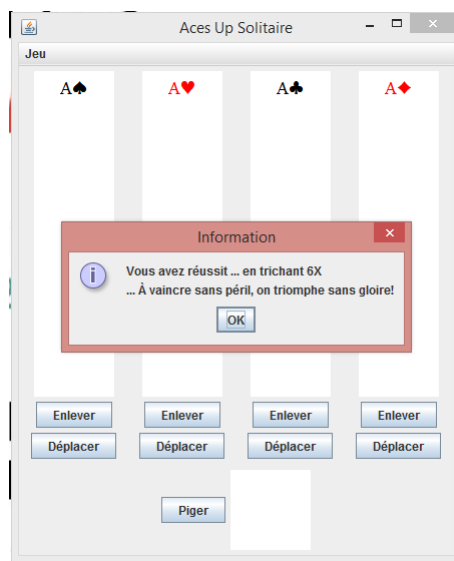 Aces Up Solitaire
Jeu
A♠ A♥ A♣ A♦
Information
Vous avez réussit ... en trichant 6X
... À vaincre sans péril, on triomphe sans gloire!
OK
Enlever Enlever Enlever Enlever
Déplacer Déplacer Déplacer Déplacer
Piger